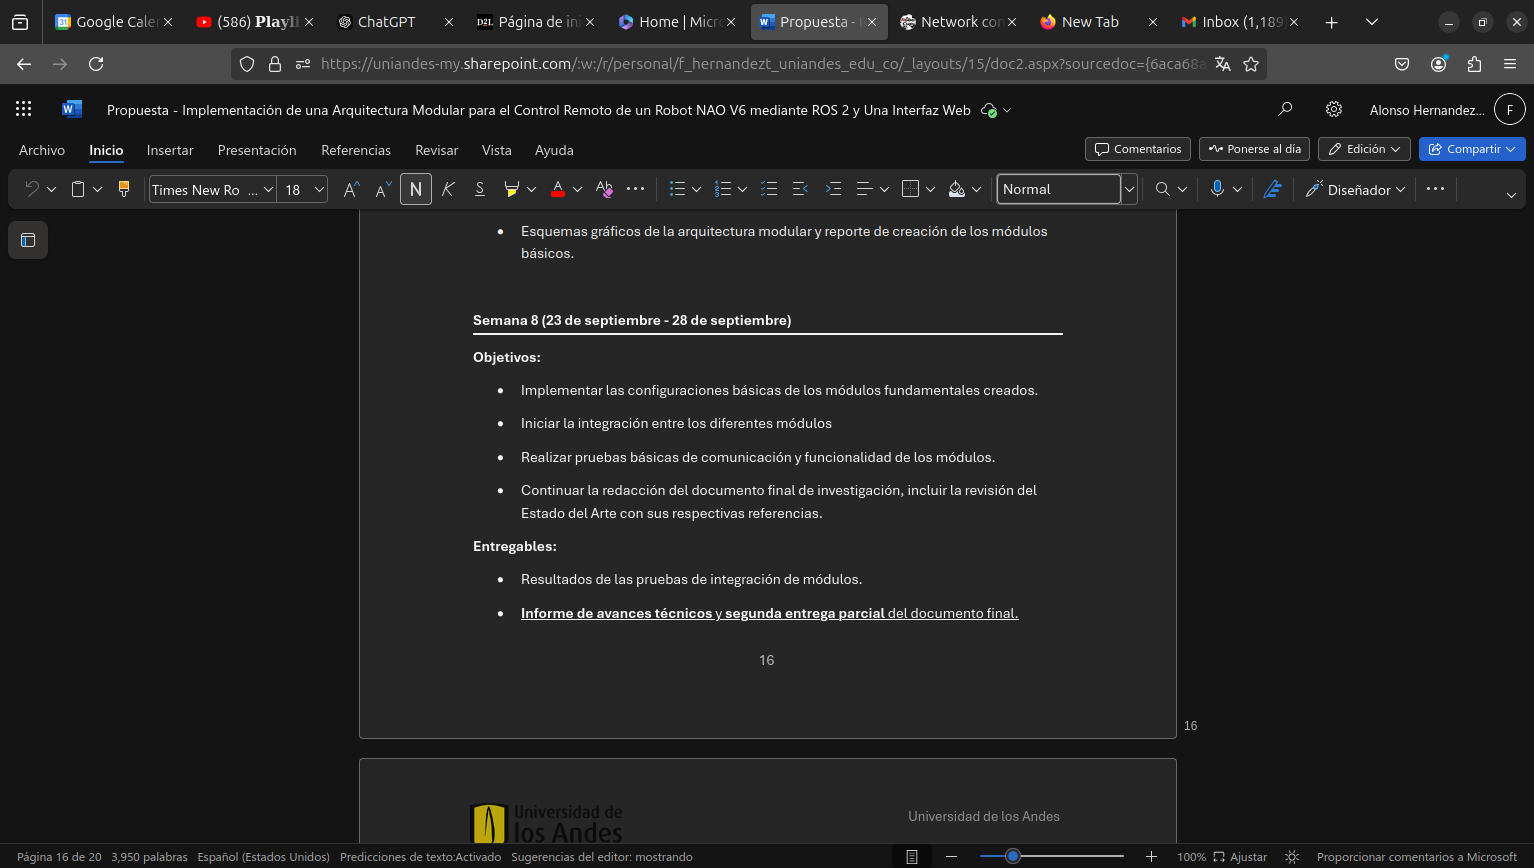 Google Cale
(586) Playli
ChatGPT
D2L Página de ini
Home | Micro
Propuesta - I
Network con
New Tab
Inbox (1,189)
https://uniandes-my.sharepoint.com/:w:/r/personal/f_hernandezt_uniandes_edu_co/_layouts/15/doc2.aspx?sourcedoc={6aca68a
Propuesta - Implementación de una Arquitectura Modular para el Control Remoto de un Robot NAO V6 mediante ROS 2 y Una Interfaz Web
Alonso Hernandez... F
Archivo Inicio Insertar Presentación Referencias Revisar Vista Ayuda
Comentarios Ponerse al día Edición Compartir
Times New Ro ... 18 N K S A Normal Diseñador
• Esquemas gráficos de la arquitectura modular y reporte de creación de los módulos
básicos.
Semana 8 (23 de septiembre - 28 de septiembre)
Objetivos:
• Implementar las configuraciones básicas de los módulos fundamentales creados.
• Iniciar la integración entre los diferentes módulos
• Realizar pruebas básicas de comunicación y funcionalidad de los módulos.
• Continuar la redacción del documento final de investigación, incluir la revisión del
Estado del Arte con sus respectivas referencias.
Entregables:
• Resultados de las pruebas de integración de módulos.
• Informe de avances técnicos y segunda entrega parcial del documento final.
16
16
Universidad de
los Andes
Universidad de los Andes
Página 16 de 20 3,950 palabras Español (Estados Unidos) Predicciones de texto:Activado Sugerencias del editor: mostrando
100% Ajustar Proporcionar comentarios a Microsoft